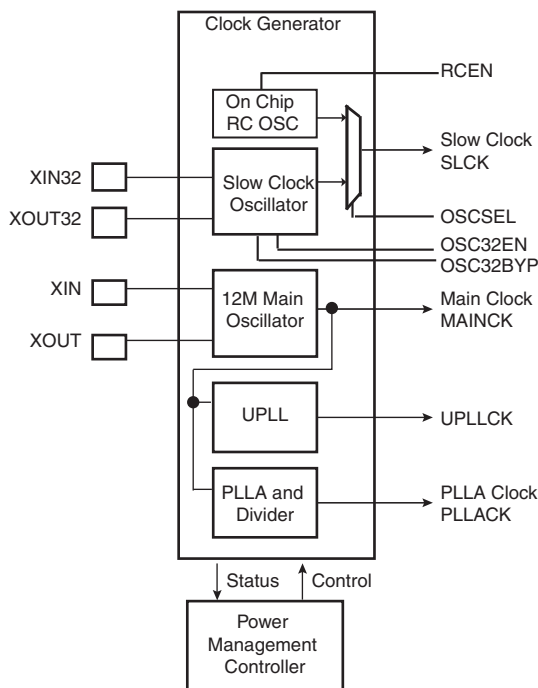 Clock Generator
RCEN
On Chip
RC OSC
Slow Clock
SLCK
XIN32
Slow Clock
Oscillator
XOUT32
OSCSEL
OSC32EN
OSC32BYP
XIN
12M Main
Oscillator
Main Clock
MAINCK
XOUT
UPLL
UPLLCK
PLLA and
Divider
PLLA Clock
PLLACK
Status
Control
Power
Management
Controller